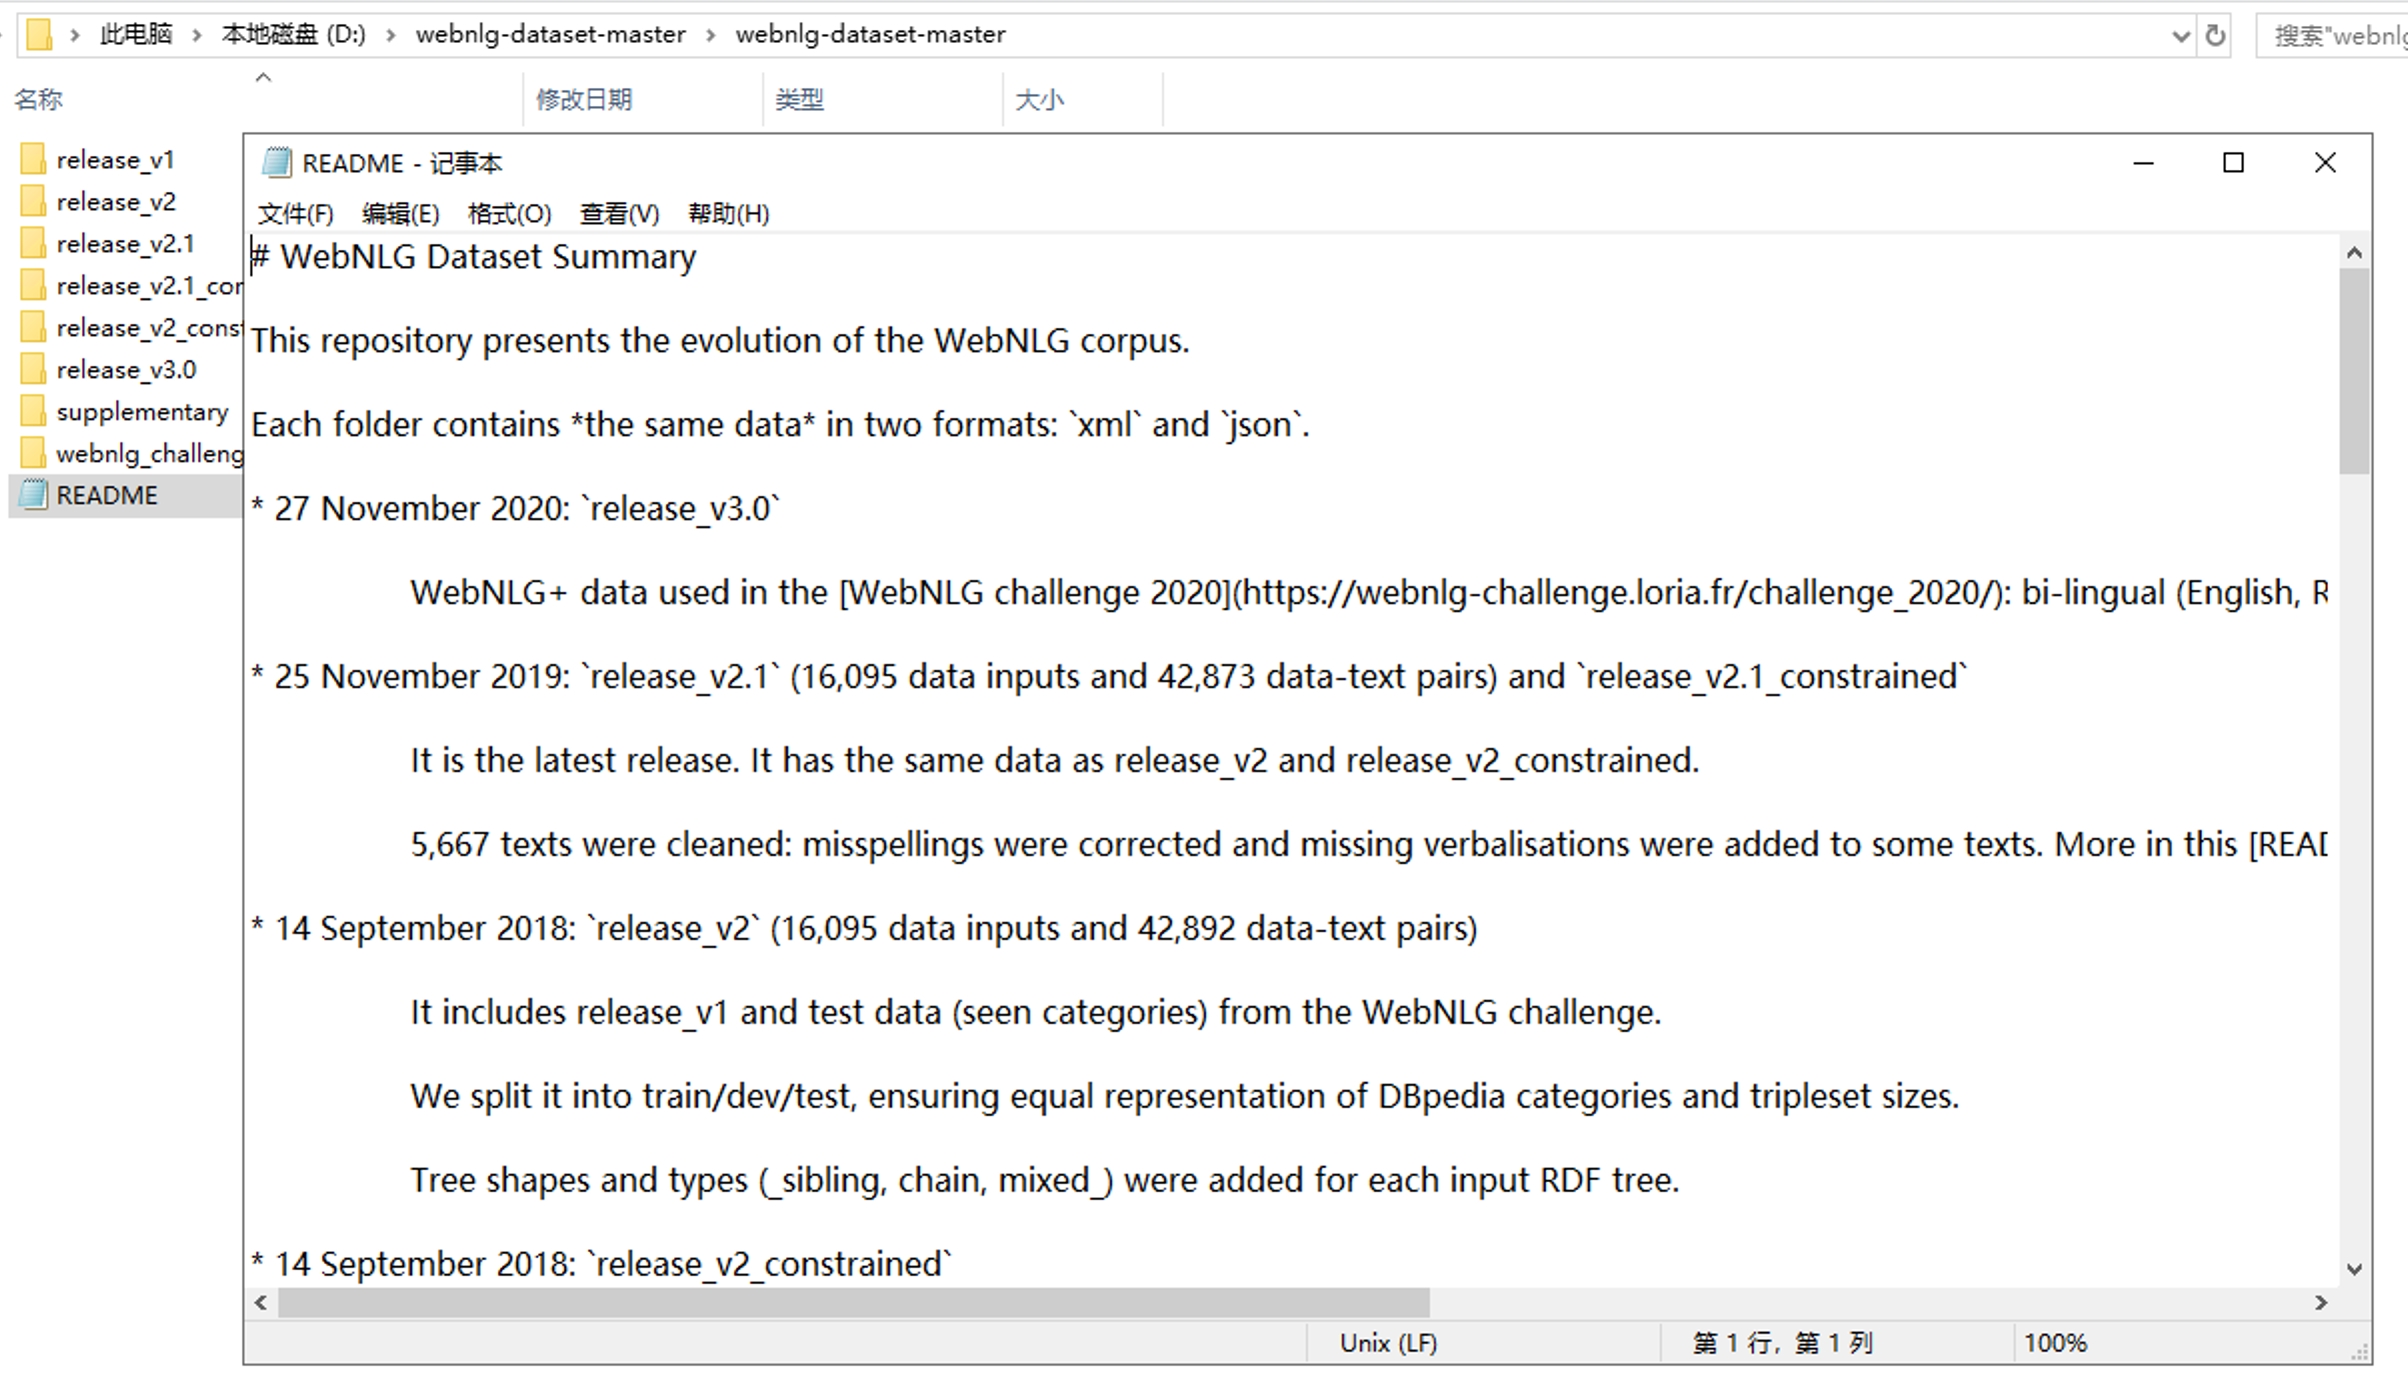 此电脑 › 本地磁盘 (D:) › webnlg-dataset-master › webnlg-dataset-master
搜索"webnlg
名称 修改日期 类型 大小
release_v1
release_v2
release_v2.1
release_v2.1_cor
release_v2_const
release_v3.0
supplementary
webnlg_challeng
README
README - 记事本
文件(F) 编辑(E) 格式(O) 查看(V) 帮助(H)
# WebNLG Dataset Summary
This repository presents the evolution of the WebNLG corpus.
Each folder contains *the same data* in two formats: `xml` and `json`.
* 27 November 2020: `release_v3.0`
WebNLG+ data used in the [WebNLG challenge 2020](https://webnlg-challenge.loria.fr/challenge_2020/): bi-lingual (English, R
* 25 November 2019: `release_v2.1` (16,095 data inputs and 42,873 data-text pairs) and `release_v2.1_constrained`
It is the latest release. It has the same data as release_v2 and release_v2_constrained.
5,667 texts were cleaned: misspellings were corrected and missing verbalisations were added to some texts. More in this [READ
* 14 September 2018: `release_v2` (16,095 data inputs and 42,892 data-text pairs)
It includes release_v1 and test data (seen categories) from the WebNLG challenge.
We split it into train/dev/test, ensuring equal representation of DBpedia categories and tripleset sizes.
Tree shapes and types (_sibling, chain, mixed_) were added for each input RDF tree.
* 14 September 2018: `release_v2_constrained`
Unix (LF) 第 1 行, 第 1 列 100%